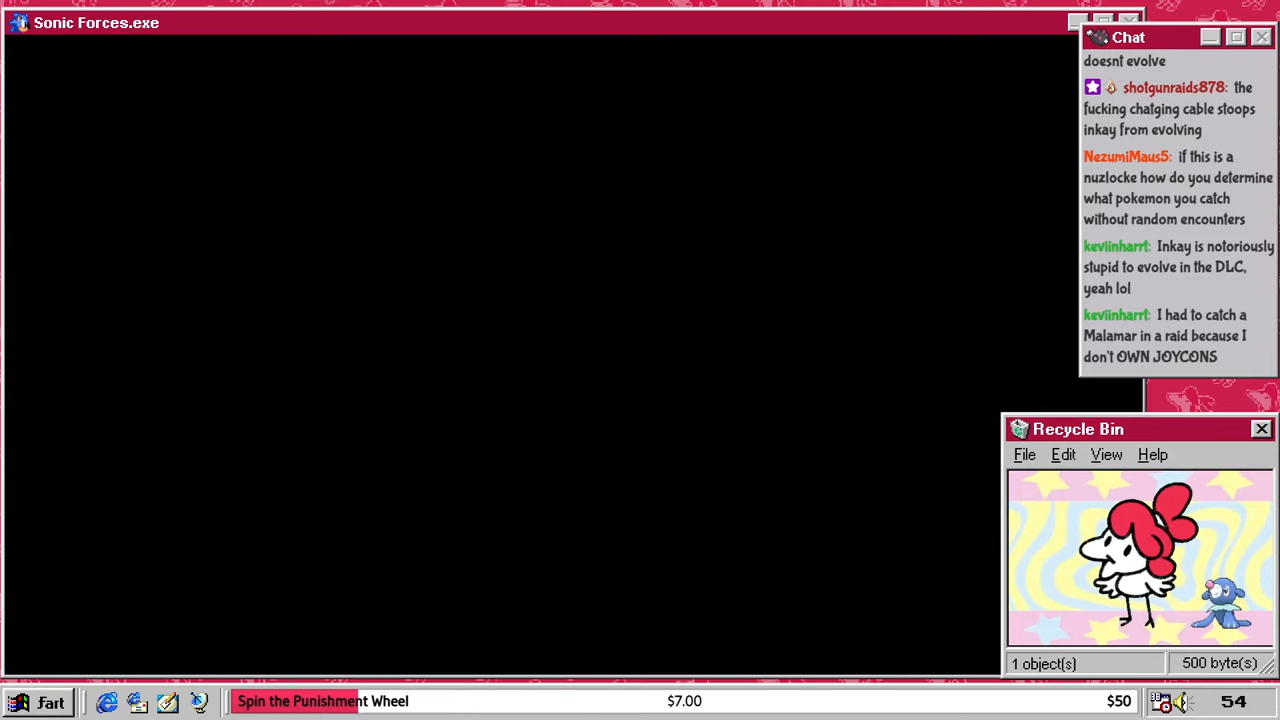 Sonic Forces.exe
Chat
doesnt evolve
shotgunraids878: the
fucking chatging cable stoops
inkay from evolving
NezumiMaus5: if this is a
nuzlocke how do you determine
what pokemon you catch
without random encounters
keviinharrt: Inkay is notoriously
stupid to evolve in the DLC,
yeah lol
keviinharrt: I had to catch a
Malamar in a raid because I
don't OWN JOYCONS
Recycle Bin
File Edit View Help
1 object(s) 500 byte(s)
fart Spin the Punishment Wheel $7.00 $50 54